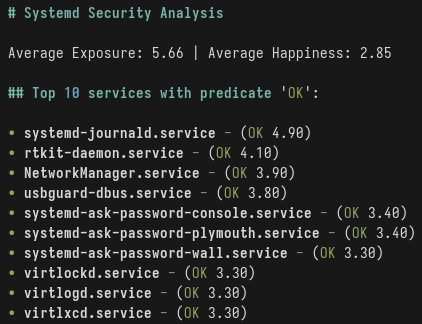 # Systemd Security Analysis
Average Exposure: 5.66 | Average Happiness: 2.85
## Top 10 services with predicate 'OK':
• systemd-journald.service - (OK 4.90)
• rtkit-daemon.service - (OK 4.10)
• NetworkManager.service - (OK 3.90)
• usbguard-dbus.service - (OK 3.80)
• systemd-ask-password-console.service - (OK 3.40)
• systemd-ask-password-plymouth.service - (OK 3.40)
• systemd-ask-password-wall.service - (OK 3.30)
• virtlockd.service - (OK 3.30)
• virtlogd.service - (OK 3.30)
• virtlxcd.service - (OK 3.30)